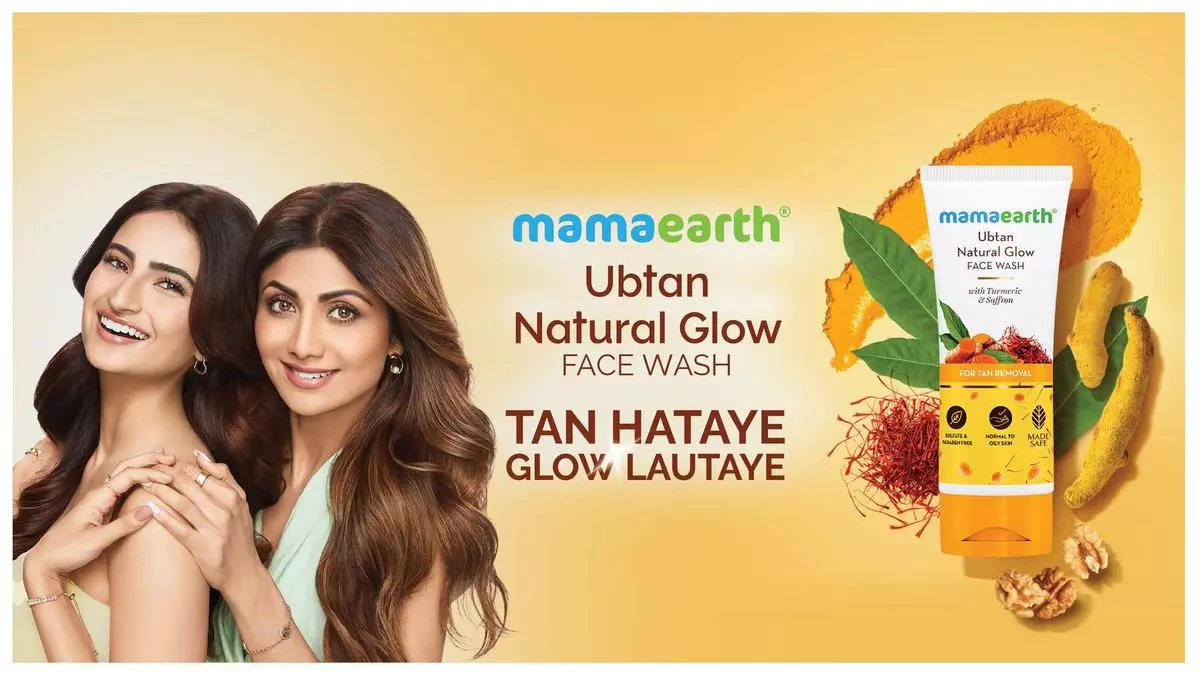 mamaearth®
Ubtan
Natural Glow
FACE WASH
TAN HATAYE
GLOW LAUTAYE
mamaearth®
Ubtan
Natural Glow
FACE WASH
with Turmeric
& Saffron
FOR TAN REMOVAL
SULFATE &
PARABEN FREE
NORMAL TO
OILY SKIN
MADE
SAFE